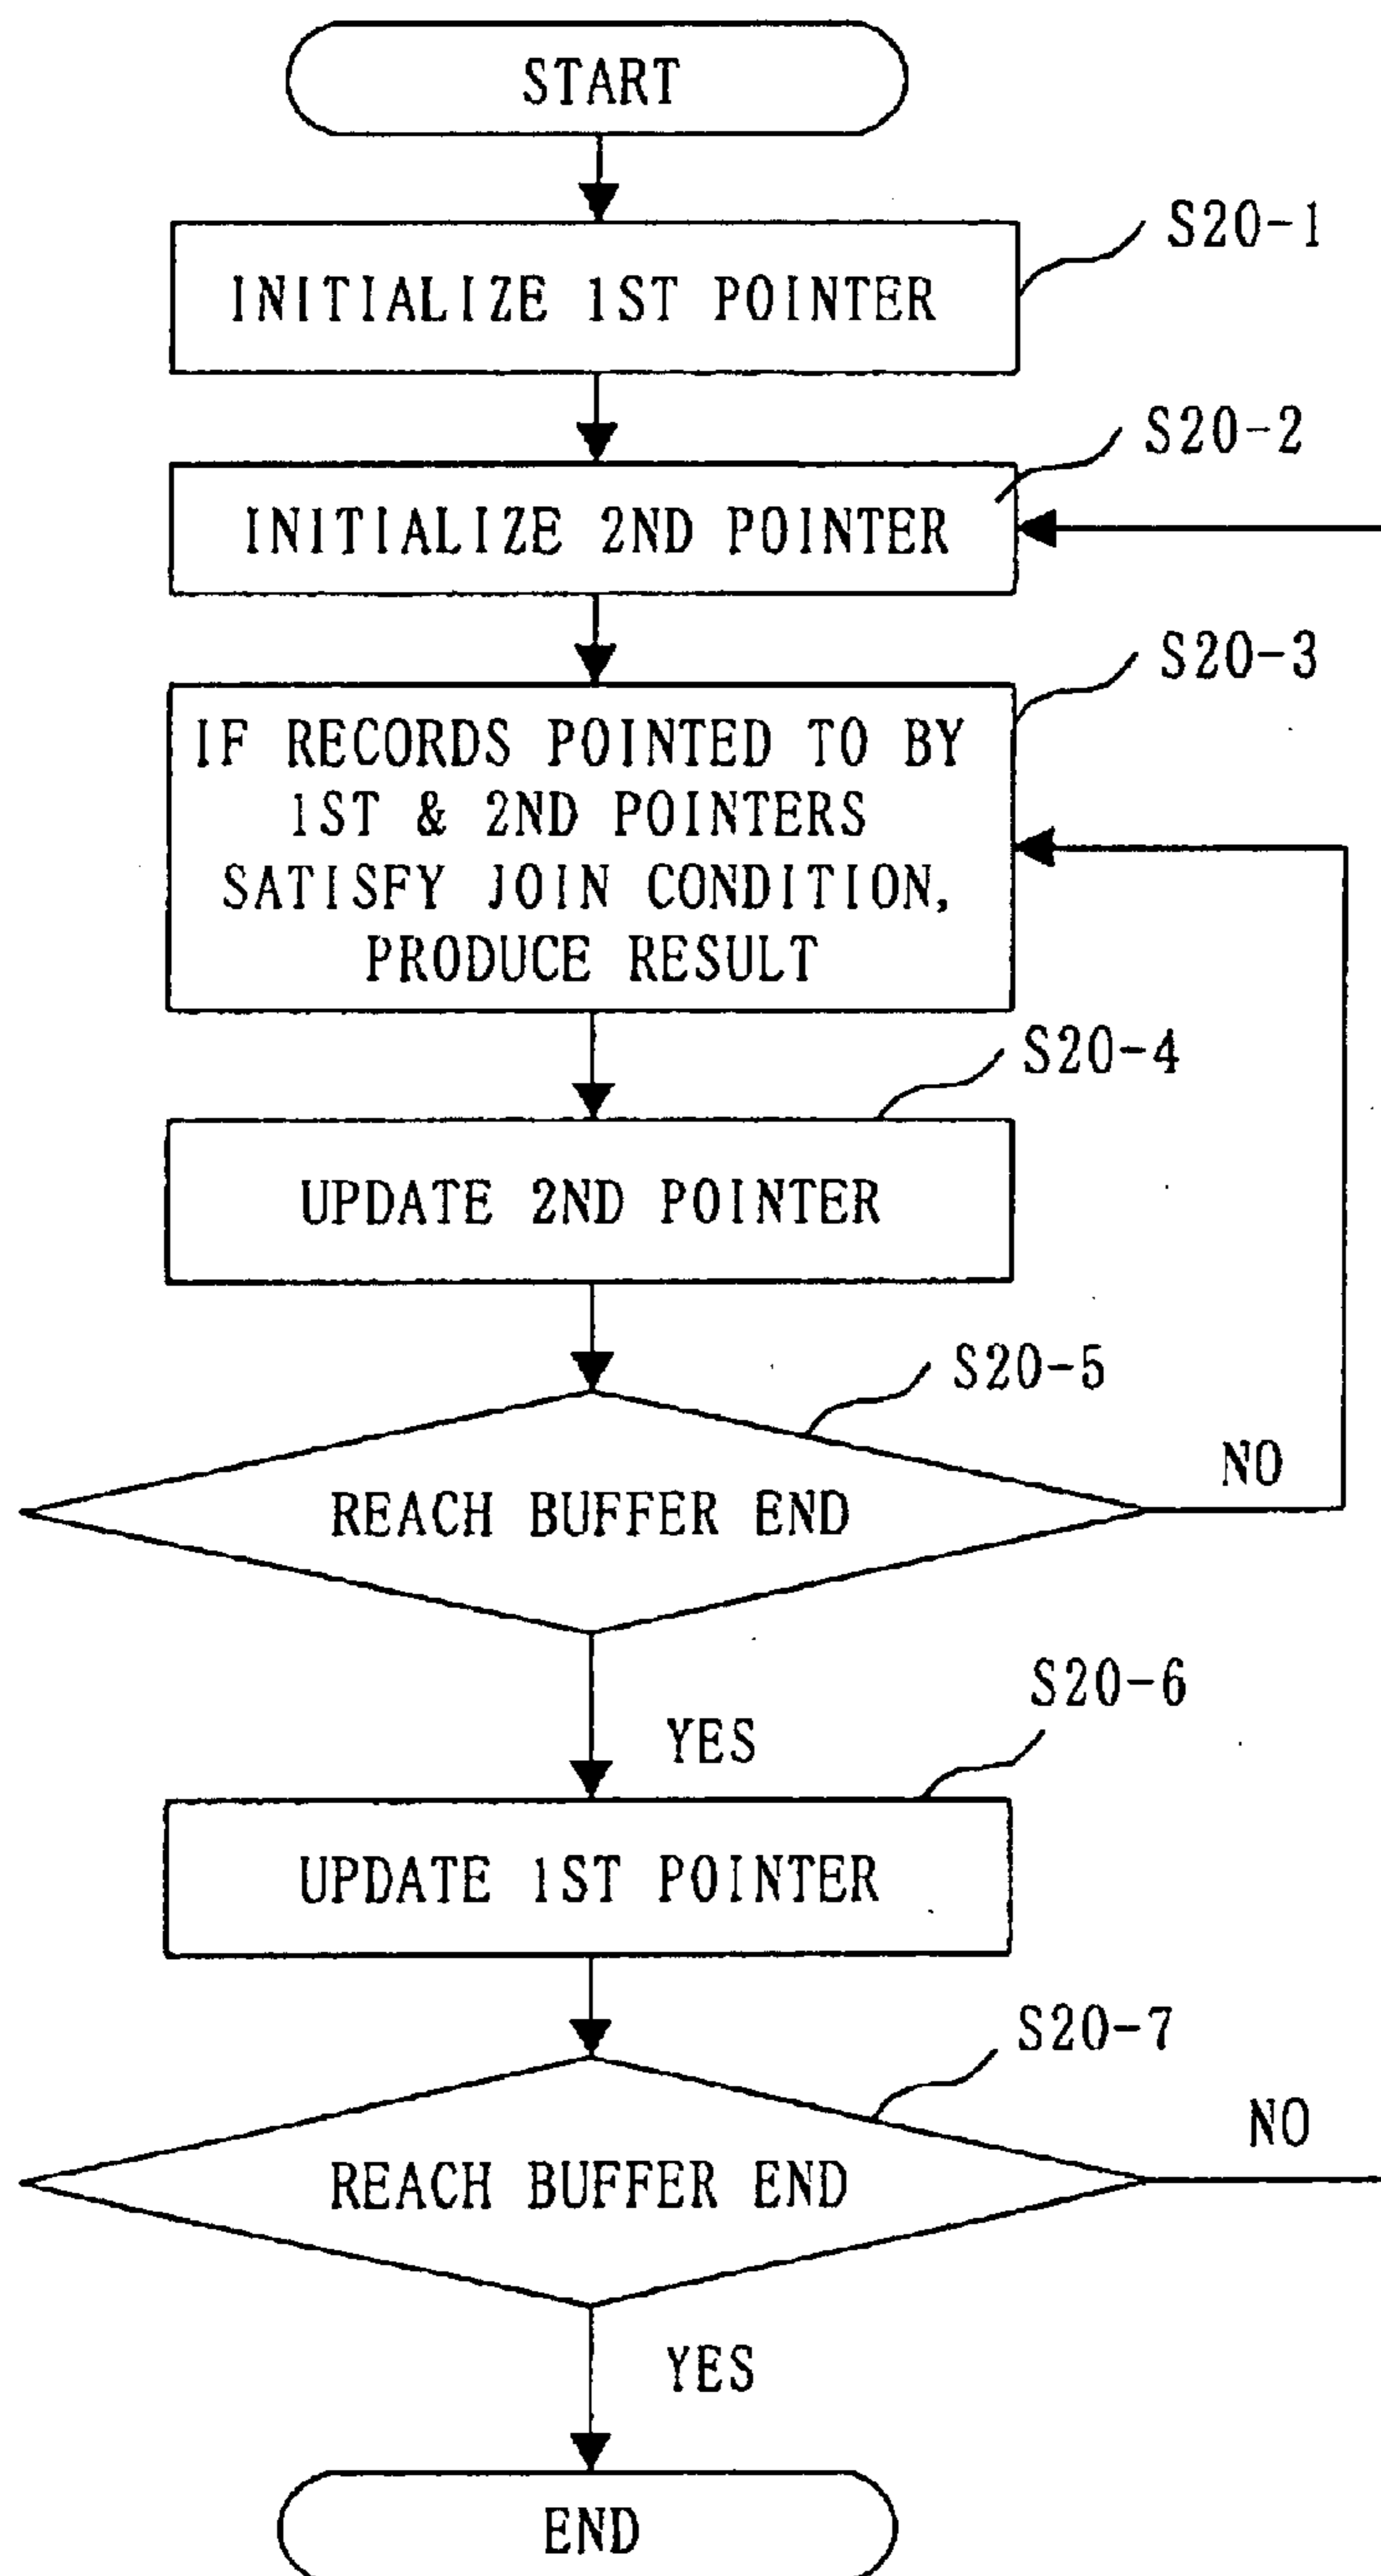 START
S20-1
INITIALIZE 1ST POINTER
S20-2
INITIALIZE 2ND POINTER
S20-3
IF RECORDS POINTED TO BY
1ST & 2ND POINTERS
SATISFY JOIN CONDITION,
PRODUCE RESULT
S20-4
UPDATE 2ND POINTER
S20-5
REACH BUFFER END
NO
YES
S20-6
UPDATE 1ST POINTER
S20-7
REACH BUFFER END
NO
YES
END